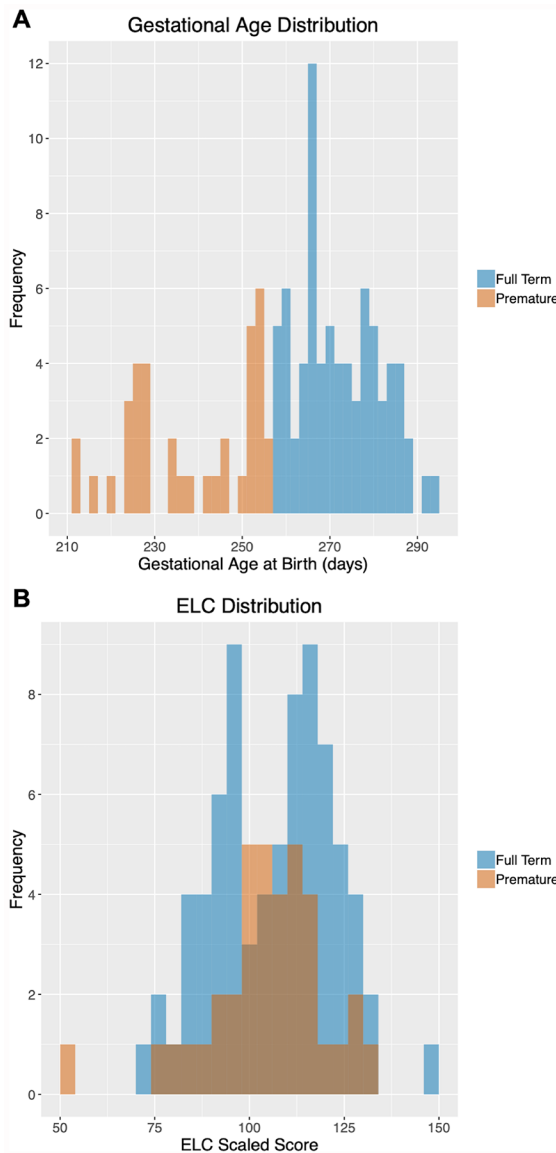 A
Gestational Age Distribution
12
10
8
6
4
2
0
Frequency
210 230 250 270 290
Gestational Age at Birth (days)
Full Term
Premature
B
ELC Distribution
8
6
4
2
0
Frequency
50 75 100 125 150
ELC Scaled Score
Full Term
Premature